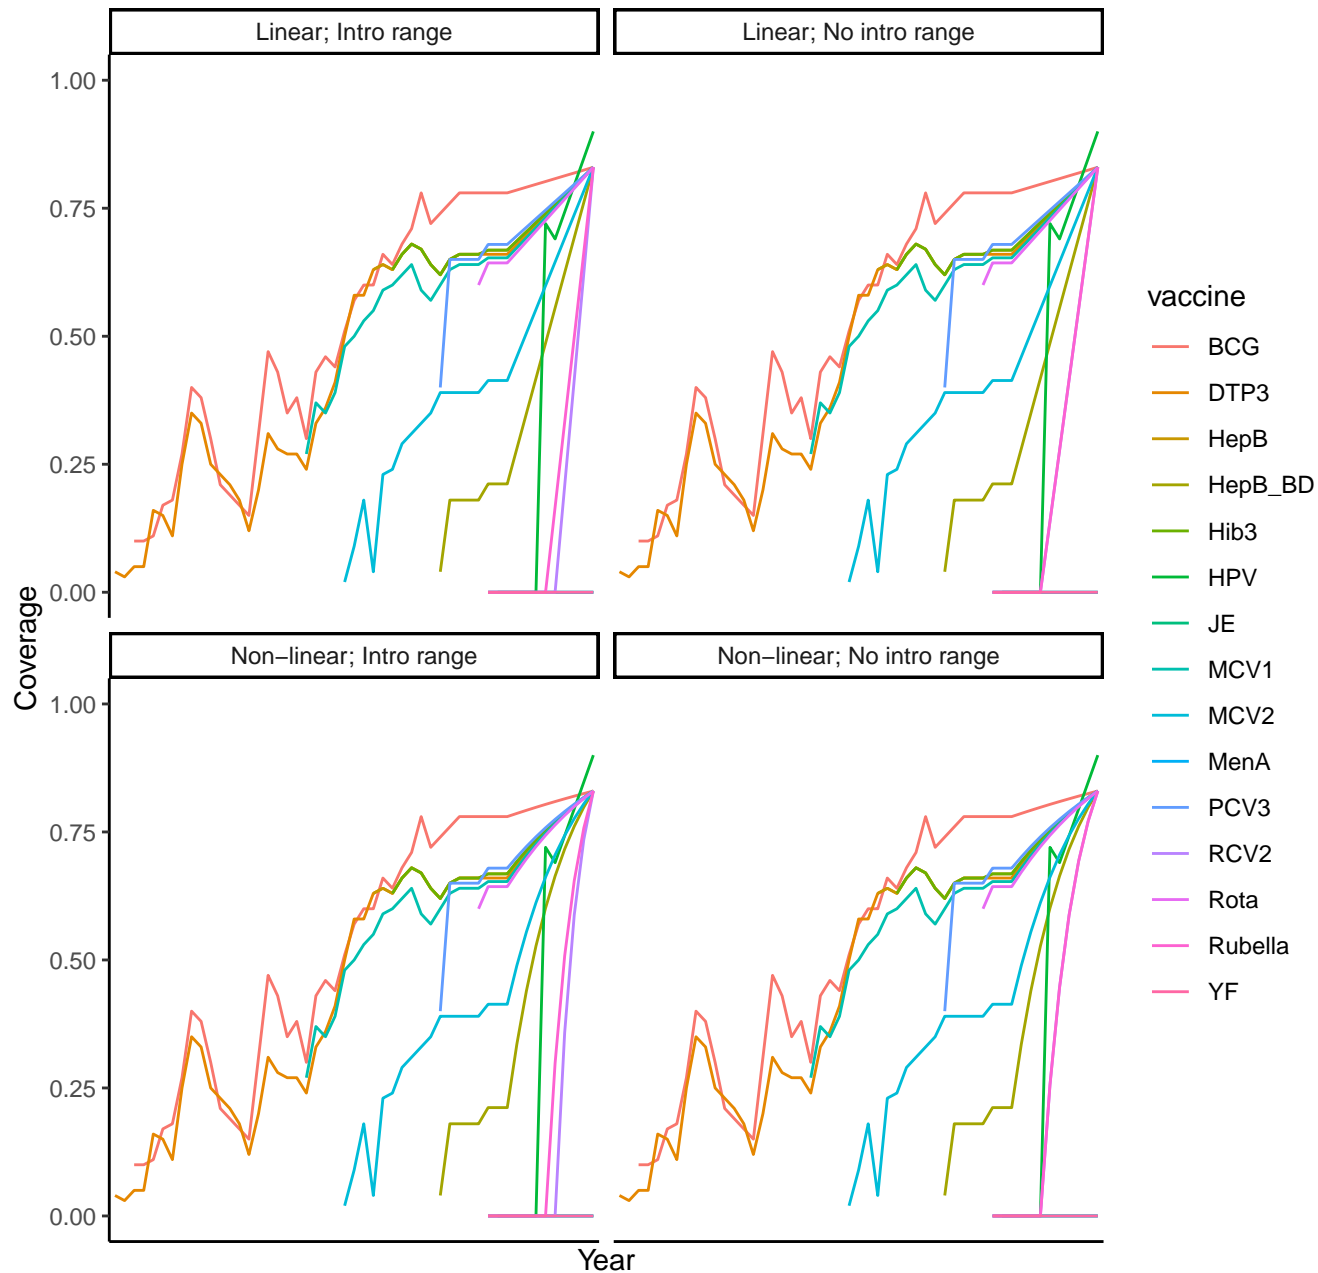 Linear; Intro range
Linear; No intro range
1.00
0.75
0.50
0.25
0.00
Non−linear; Intro range
Non−linear; No intro range
1.00
0.75
0.50
0.25
0.00
Coverage
Year
vaccine
BCG
DTP3
HepB
HepB_BD
Hib3
HPV
JE
MCV1
MCV2
MenA
PCV3
RCV2
Rota
Rubella
YF